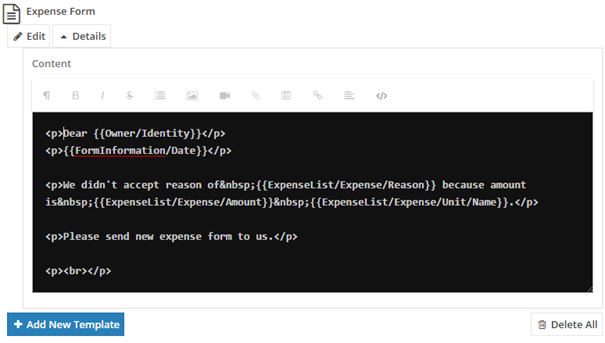 Expense Form
Edit
Details
Content
¶ B I S </>
<p>Dear {{Owner/Identity}}</p>
<p>{{FormInformation/Date}}</p>
<p>We didn't accept reason of&nbsp;{{ExpenseList/Expense/Reason}} because amount
is&nbsp;{{ExpenseList/Expense/Amount}}&nbsp;{{ExpenseList/Expense/Unit/Name}}.</p>
<p>Please send new expense form to us.</p>
<p><br></p>
Add New Template
Delete All